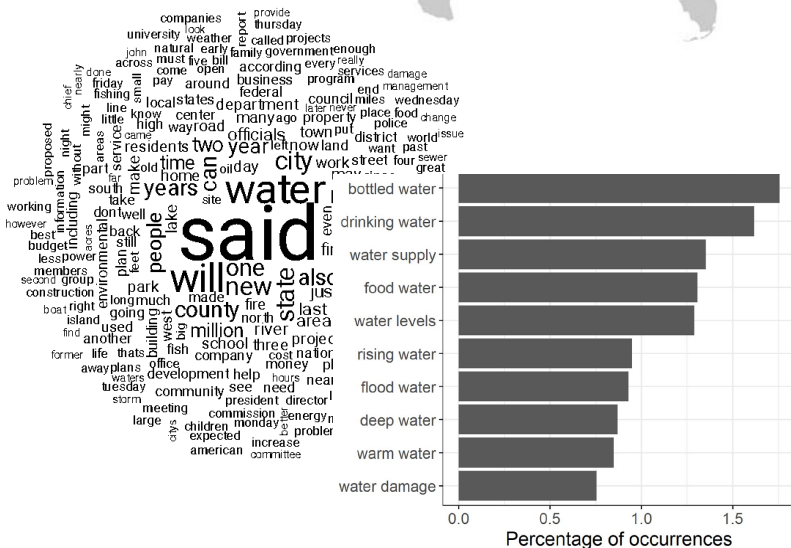 companies provide
look report thursday
university weather called projects
john natural early family government enough
across must five bill according every really
nearly done come open services damage
friday small pay around business program end management
chief fishing local states federal council miles wednesday
line know center department later never place food change
might little high way road many ago property police
proposed night areas service came officials town put district world issue
without residents two year left now land want past
problem part make old time can oil day city work street four sewer
information including south far home great
working take years site water
however dont well lake even
best environmental acres back people said
budget still
less power plan feet will one
members park new state also
second group long much made jus
construction going building west county fire last
boat right used big north area
island million river
find another fish school three projec
former life thats company cost nation
away plans office money
waters development help hours near
tuesday community see need
storm president director
meeting commission better energy
large citys children monday
expected increase
american committee
bottled water
drinking water
water supply
food water
water levels
rising water
flood water
deep water
warm water
water damage
0.0 0.5 1.0 1.5
Percentage of occurrences